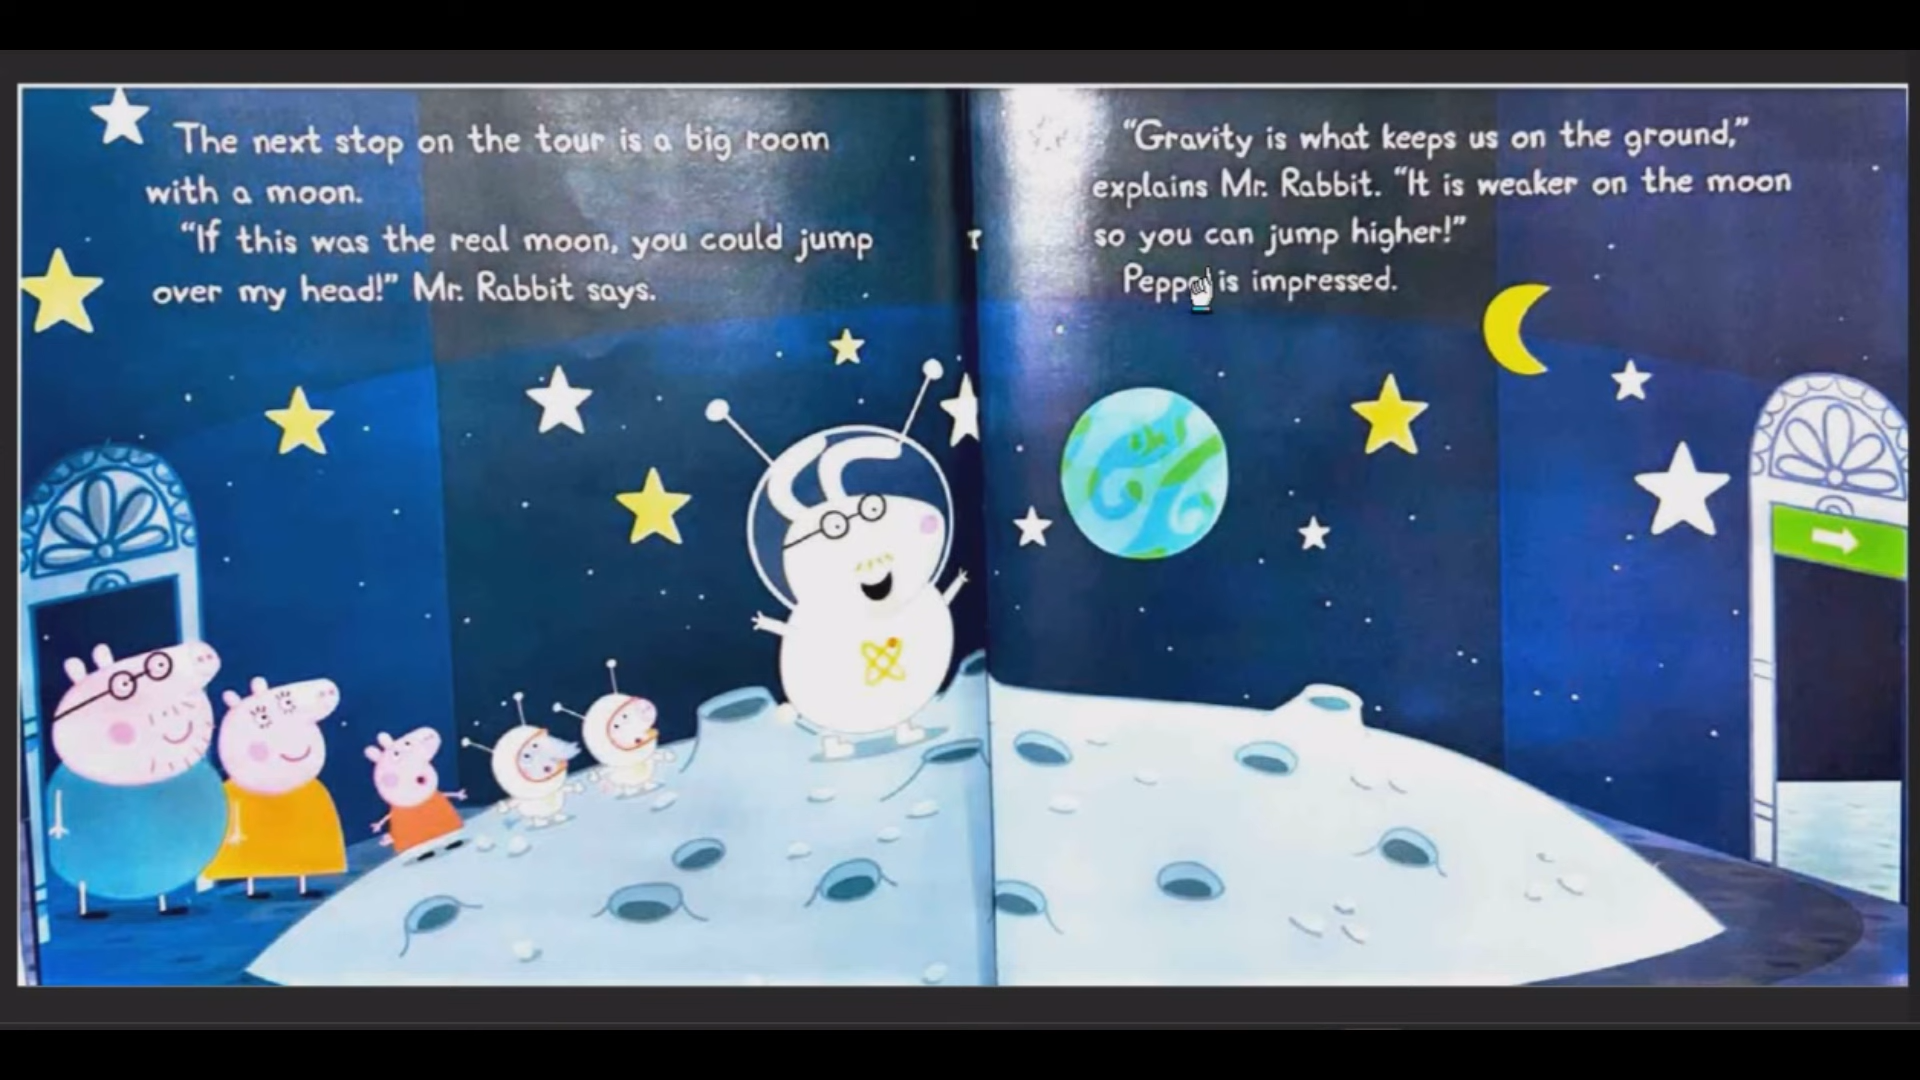 The next stop on the tour is a big room
with a moon.
“If this was the real moon, you could jump
over my head!” Mr. Rabbit says.
“Gravity is what keeps us on the ground,”
explains Mr. Rabbit. “It is weaker on the moon
so you can jump higher!”
Peppa is impressed.